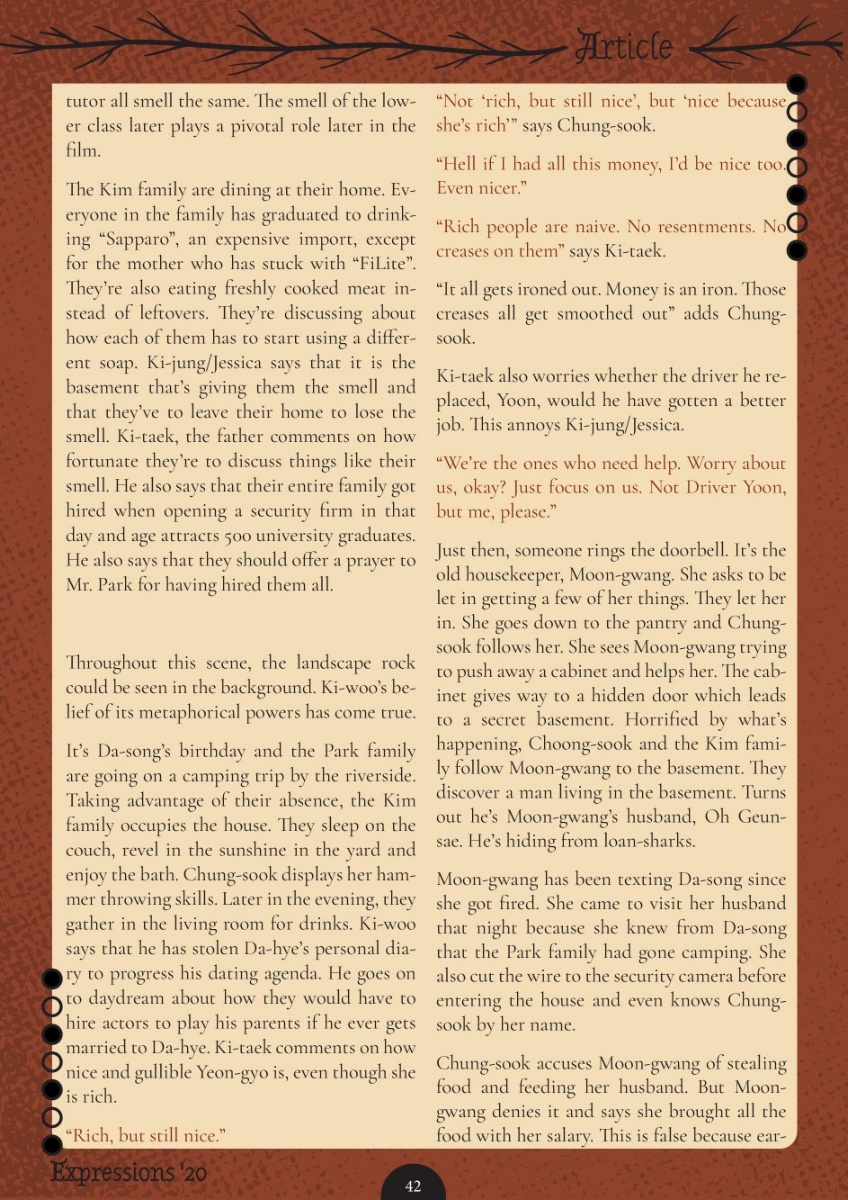 Article
tutor all smell the same. The smell of the low-
er class later plays a pivotal role later in the
film.
The Kim family are dining at their home. Ev-
eryone in the family has graduated to drink-
ing “Sapparo”, an expensive import, except
for the mother who has stuck with “FiLite”.
They’re also eating freshly cooked meat in-
stead of leftovers. They’re discussing about
how each of them has to start using a differ-
ent soap. Ki-jung/Jessica says that it is the
basement that’s giving them the smell and
that they’ve to leave their home to lose the
smell. Ki-taek, the father comments on how
fortunate they’re to discuss things like their
smell. He also says that their entire family got
hired when opening a security firm in that
day and age attracts 500 university graduates.
He also says that they should offer a prayer to
Mr. Park for having hired them all.
Throughout this scene, the landscape rock
could be seen in the background. Ki-woo’s be-
lief of its metaphorical powers has come true.
It’s Da-song’s birthday and the Park family
are going on a camping trip by the riverside.
Taking advantage of their absence, the Kim
family occupies the house. They sleep on the
couch, revel in the sunshine in the yard and
enjoy the bath. Chung-sook displays her ham-
mer throwing skills. Later in the evening, they
gather in the living room for drinks. Ki-woo
says that he has stolen Da-hye’s personal dia-
ry to progress his dating agenda. He goes on
to daydream about how they would have to
hire actors to play his parents if he ever gets
married to Da-hye. Ki-taek comments on how
nice and gullible Yeon-gyo is, even though she
is rich.
“Rich, but still nice.”
“Not ‘rich, but still nice’, but ‘nice because
she’s rich’” says Chung-sook.
“Hell if I had all this money, I’d be nice too.
Even nicer.”
“Rich people are naive. No resentments. No
creases on them” says Ki-taek.
“It all gets ironed out. Money is an iron. Those
creases all get smoothed out” adds Chung-
sook.
Ki-taek also worries whether the driver he re-
placed, Yoon, would he have gotten a better
job. This annoys Ki-jung/Jessica.
“We’re the ones who need help. Worry about
us, okay? Just focus on us. Not Driver Yoon,
but me, please.”
Just then, someone rings the doorbell. It’s the
old housekeeper, Moon-gwang. She asks to be
let in getting a few of her things. They let her
in. She goes down to the pantry and Chung-
sook follows her. She sees Moon-gwang trying
to push away a cabinet and helps her. The cab-
inet gives way to a hidden door which leads
to a secret basement. Horrified by what’s
happening, Choong-sook and the Kim fami-
ly follow Moon-gwang to the basement. They
discover a man living in the basement. Turns
out he’s Moon-gwang’s husband, Oh Geun-
sae. He’s hiding from loan-sharks.
Moon-gwang has been texting Da-song since
she got fired. She came to visit her husband
that night because she knew from Da-song
that the Park family had gone camping. She
also cut the wire to the security camera before
entering the house and even knows Chung-
sook by her name.
Chung-sook accuses Moon-gwang of stealing
food and feeding her husband. But Moon-
gwang denies it and says she brought all the
food with her salary. This is false because ear-
Expressions '20
42